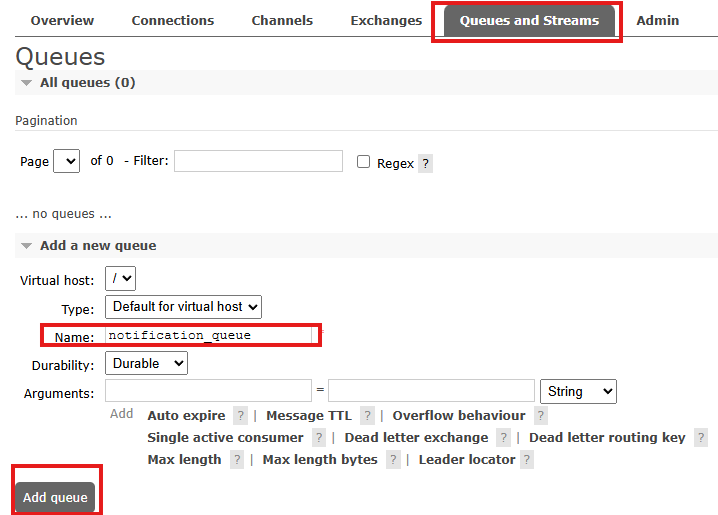 Overview Connections Channels Exchanges Queues and Streams Admin
Queues
All queues (0)
Pagination
Page of 0 - Filter: Regex ?
... no queues ...
Add a new queue
Virtual host: /
Type: Default for virtual host
Name: notification_queue *
Durability: Durable
Arguments: = String
Add Auto expire ? | Message TTL ? | Overflow behaviour ?
Single active consumer ? | Dead letter exchange ? | Dead letter routing key ?
Max length ? | Max length bytes ? | Leader locator ?
Add queue